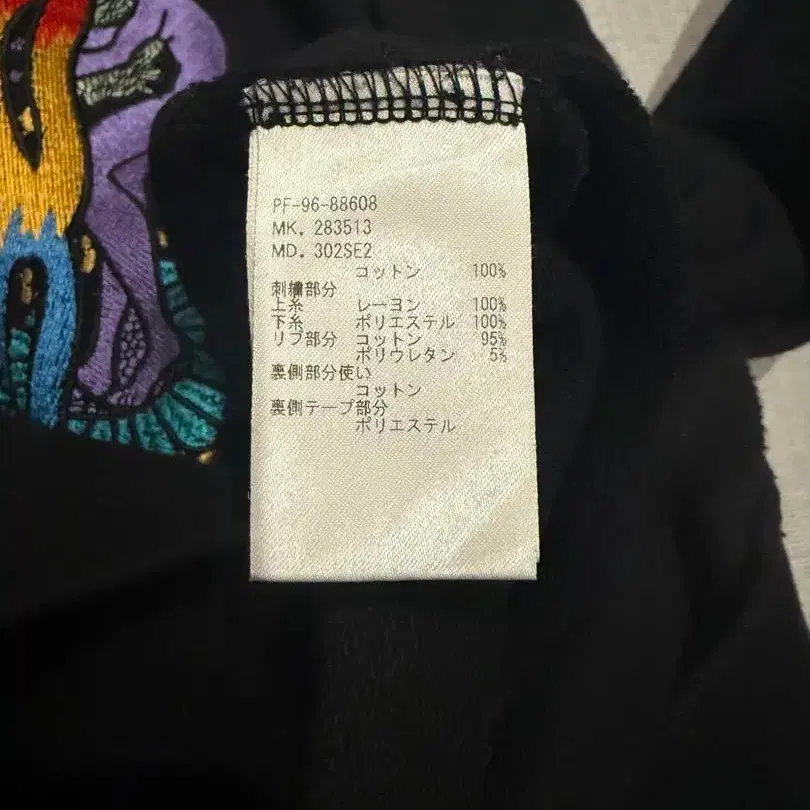 PF-96-88608
MK. 283513
MD. 302SE2
コットン 100%
刺繍部分
上糸 レーヨン 100%
下糸 ポリエステル 100%
リブ部分 コットン 95%
ポリウレタン 5%
裏側部分使い
コットン
裏側テープ部分
ポリエステル